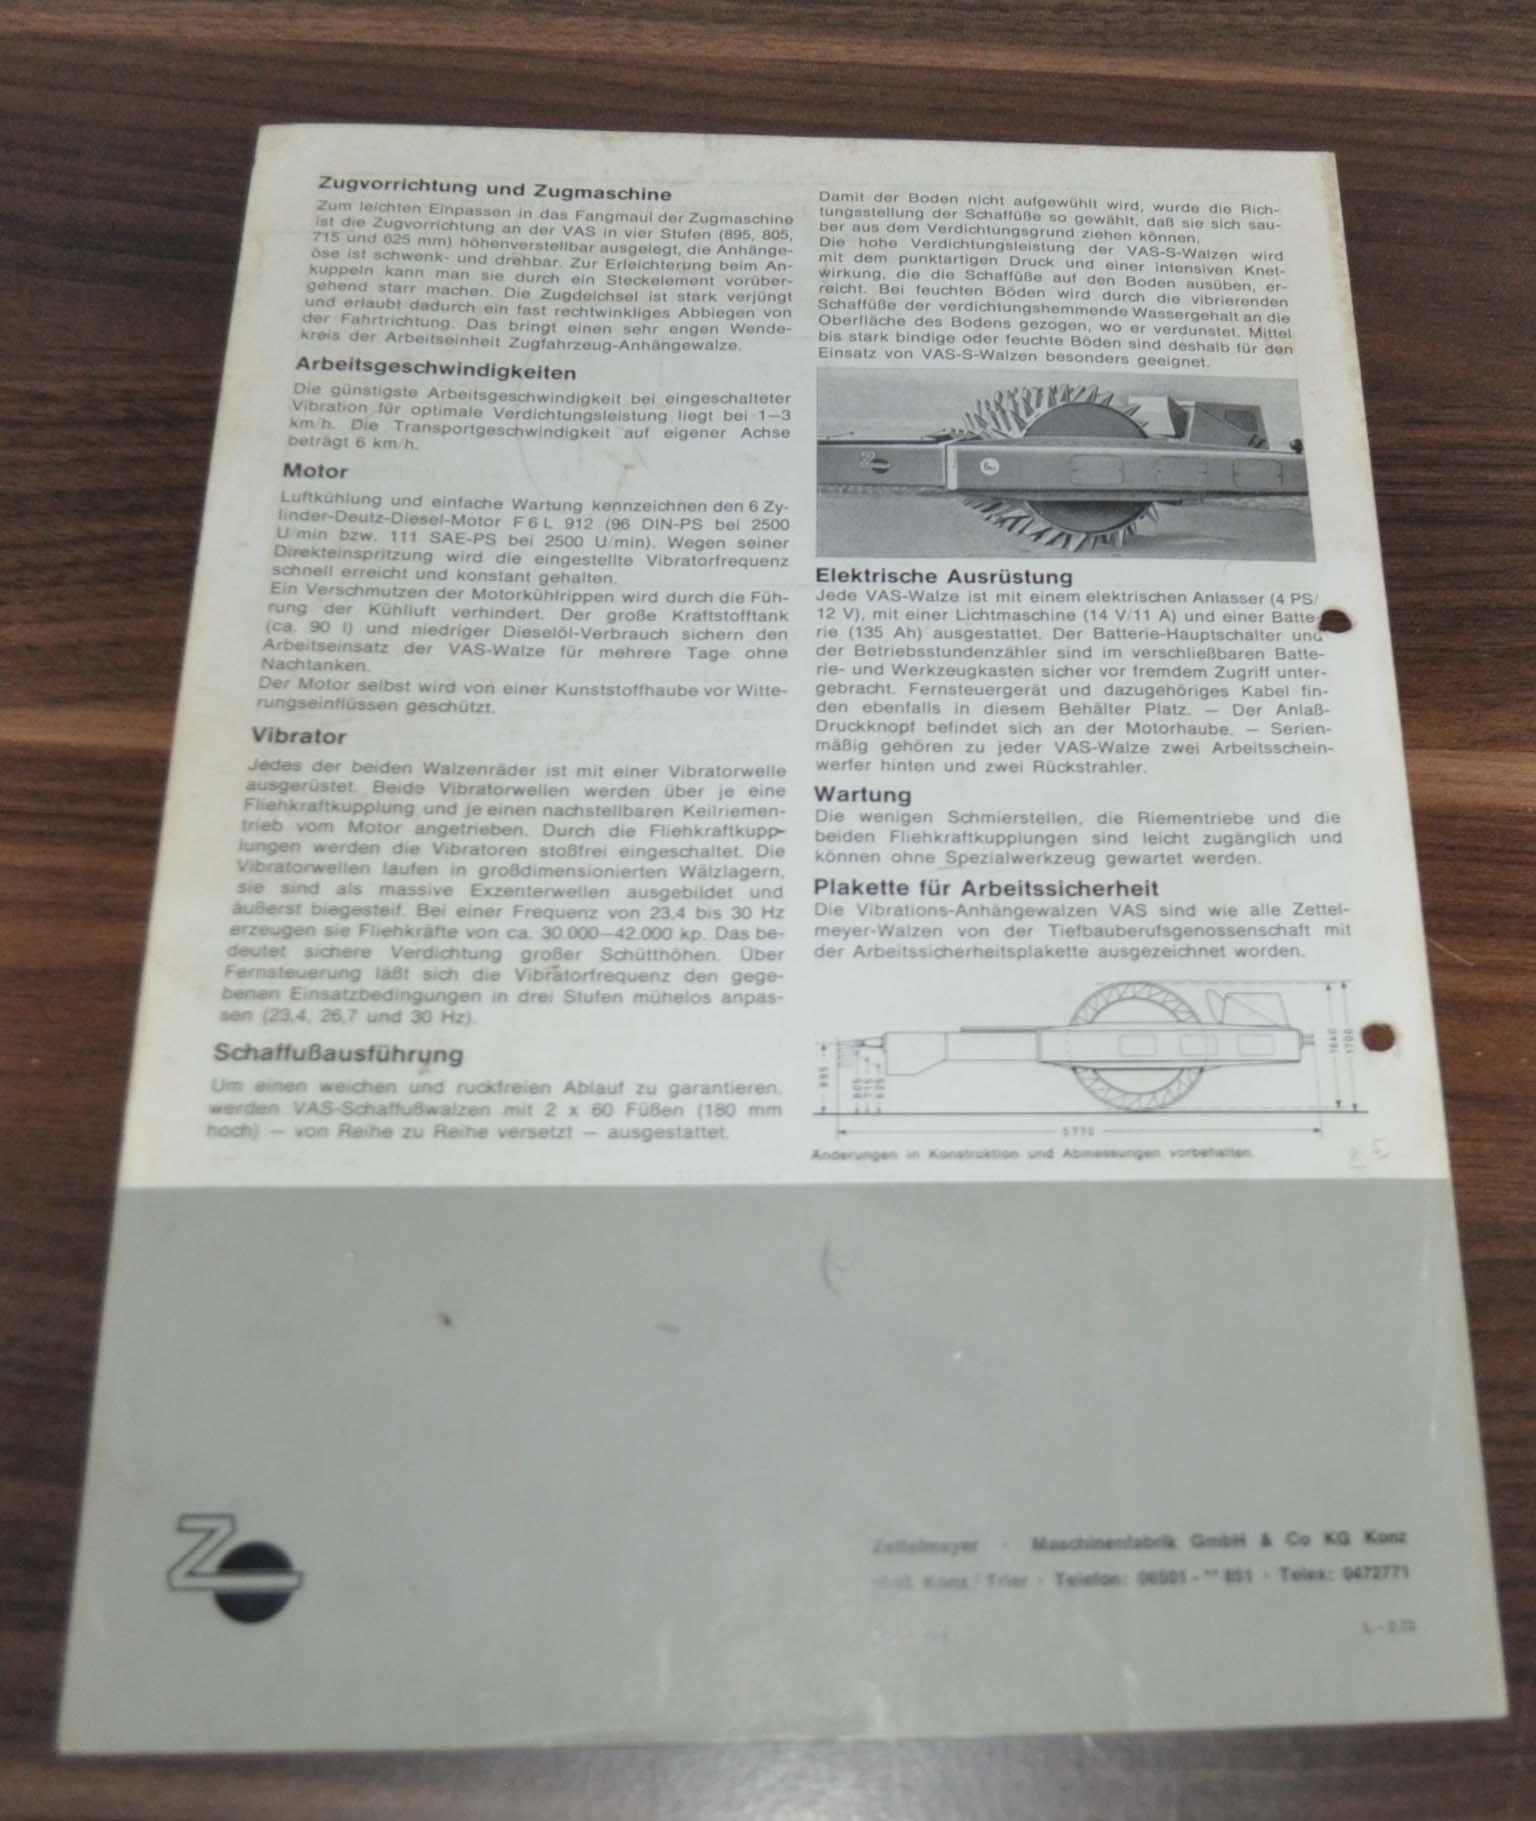 Zugvorrichtung und Zugmaschine
Zum leichten Einpassen in das Fangmaul der Zugmaschine
ist die Zugvorrichtung an der VAS in vier Stufen (895, 805,
715 und 625 mm) höhenverstellbar ausgelegt, die Anhänge-
öse ist schwenk- und drehbar. Zur Erleichterung beim An-
kuppeln kann man sie durch ein Steckelement vorüber-
gehend starr machen. Die Zugdeichsel ist stark verjüngt
und erlaubt dadurch ein fast rechtwinkliges Abbiegen von
der Fahrtrichtung. Das bringt einen sehr engen Wende-
kreis der Arbeitseinheit Zugfahrzeug-Anhängewalze.
Arbeitsgeschwindigkeiten
Die günstigste Arbeitsgeschwindigkeit bei eingeschalteter
Vibration für optimale Verdichtungsleistung liegt bei 1–3
km/h. Die Transportgeschwindigkeit auf eigener Achse
beträgt 6 km/h.
Motor
Luftkühlung und einfache Wartung kennzeichnen den 6 Zy-
linder-Deutz-Diesel-Motor F 6 L 912 (96 DIN-PS bei 2500
U/min bzw. 111 SAE-PS bei 2500 U/min). Wegen seiner
Direkteinspritzung wird die eingestellte Vibratorfrequenz
schnell erreicht und konstant gehalten.
Ein Verschmutzen der Motorkühlrippen wird durch die Füh-
rung der Kühlluft verhindert. Der große Kraftstofftank
(ca. 90 l) und niedriger Dieselöl-Verbrauch sichern den
Arbeitseinsatz der VAS-Walze für mehrere Tage ohne
Nachtanken.
Der Motor selbst wird von einer Kunststoffhaube vor Witte-
rungseinflüssen geschützt.
Vibrator
Jedes der beiden Walzenräder ist mit einer Vibratorwelle
ausgerüstet. Beide Vibratorwellen werden über je eine
Fliehkraftkupplung und je einen nachstellbaren Keilriemen-
trieb vom Motor angetrieben. Durch die Fliehkraftkupp-
lungen werden die Vibratoren stoßfrei eingeschaltet. Die
Vibratorwellen laufen in großdimensionierten Wälzlagern,
sie sind als massive Exzenterwellen ausgebildet und
äußerst biegesteif. Bei einer Frequenz von 23,4 bis 30 Hz
erzeugen sie Fliehkräfte von ca. 30.000–42.000 kp. Das be-
deutet sichere Verdichtung großer Schütthöhen. Über
Fernsteuerung läßt sich die Vibratorfrequenz den gege-
benen Einsatzbedingungen in drei Stufen mühelos anpas-
sen (23,4, 26,7 und 30 Hz).
Schaffußausführung
Um einen weichen und ruckfreien Ablauf zu garantieren,
werden VAS-Schaffußwalzen mit 2 x 60 Füßen (180 mm
hoch) – von Reihe zu Reihe versetzt – ausgestattet.
Damit der Boden nicht aufgewühlt wird, wurde die Rich-
tungsstellung der Schaffüße so gewählt, daß sie sich sau-
ber aus dem Verdichtungsgrund ziehen können.
Die hohe Verdichtungsleistung der VAS-S-Walzen wird
mit dem punktartigen Druck und einer intensiven Knet-
wirkung, die die Schaffüße auf den Boden ausüben, er-
reicht. Bei feuchten Böden wird durch die vibrierenden
Schaffüße der verdichtungshemmende Wassergehalt an die
Oberfläche des Bodens gezogen, wo er verdunstet. Mittel
bis stark bindige oder feuchte Böden sind deshalb für den
Einsatz von VAS-S-Walzen besonders geeignet.
Z
Elektrische Ausrüstung
Jede VAS-Walze ist mit einem elektrischen Anlasser (4 PS/
12 V), mit einer Lichtmaschine (14 V/11 A) und einer Batte-
rie (135 Ah) ausgestattet. Der Batterie-Hauptschalter und
der Betriebsstundenzähler sind im verschließbaren Batte-
rie- und Werkzeugkasten sicher vor fremdem Zugriff unter-
gebracht. Fernsteuergerät und dazugehöriges Kabel fin-
den ebenfalls in diesem Behälter Platz. – Der Anlaß-
Druckknopf befindet sich an der Motorhaube. – Serien-
mäßig gehören zu jeder VAS-Walze zwei Arbeitsschein-
werfer hinten und zwei Rückstrahler.
Wartung
Die wenigen Schmierstellen, die Riementriebe und die
beiden Fliehkraftkupplungen sind leicht zugänglich und
können ohne Spezialwerkzeug gewartet werden.
Plakette für Arbeitssicherheit
Die Vibrations-Anhängewalzen VAS sind wie alle Zettel-
meyer-Walzen von der Tiefbauberufsgenossenschaft mit
der Arbeitssicherheitsplakette ausgezeichnet worden.
895 805 715 625 1640 1700
5770
Änderungen in Konstruktion und Abmessungen vorbehalten.
Z
Zettelmeyer · Maschinenfabrik GmbH & Co KG Konz
Konz / Trier · Telefon: 06501 - 851 · Telex: 0472771